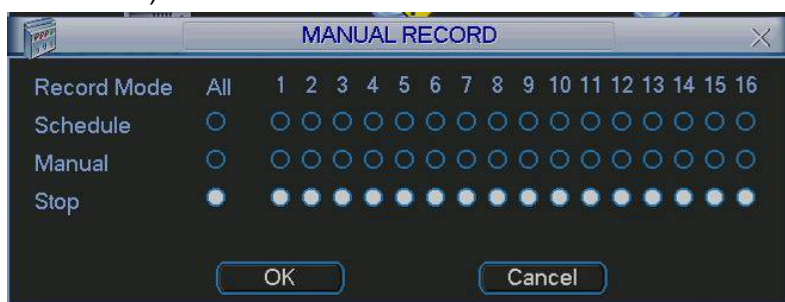 MANUAL RECORD
Record Mode All 1 2 3 4 5 6 7 8 9 10 11 12 13 14 15 16
Schedule
Manual
Stop
OK Cancel